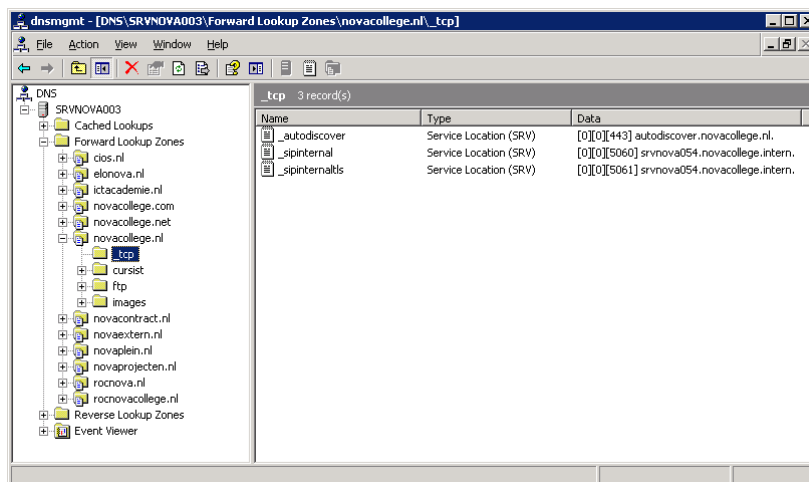 dnsmgmt - [DNS\SRVNOVA003\Forward Lookup Zones\novacollege.nl\_tcp]
File Action View Window Help
DNS
SRVNOVA003
Cached Lookups
Forward Lookup Zones
cios.nl
elonova.nl
ictacademie.nl
novacollege.com
novacollege.net
novacollege.nl
_tcp
cursist
ftp
images
novacontract.nl
novaextern.nl
novaplein.nl
novaprojecten.nl
rocnova.nl
rocnovacollege.nl
Reverse Lookup Zones
Event Viewer
_tcp 3 record(s)
Name Type Data
_autodiscover Service Location (SRV) [0][0][443] autodiscover.novacollege.nl.
_sipinternal Service Location (SRV) [0][0][5060] srvnova054.novacollege.intern.
_sipinternaltls Service Location (SRV) [0][0][5061] srvnova054.novacollege.intern.